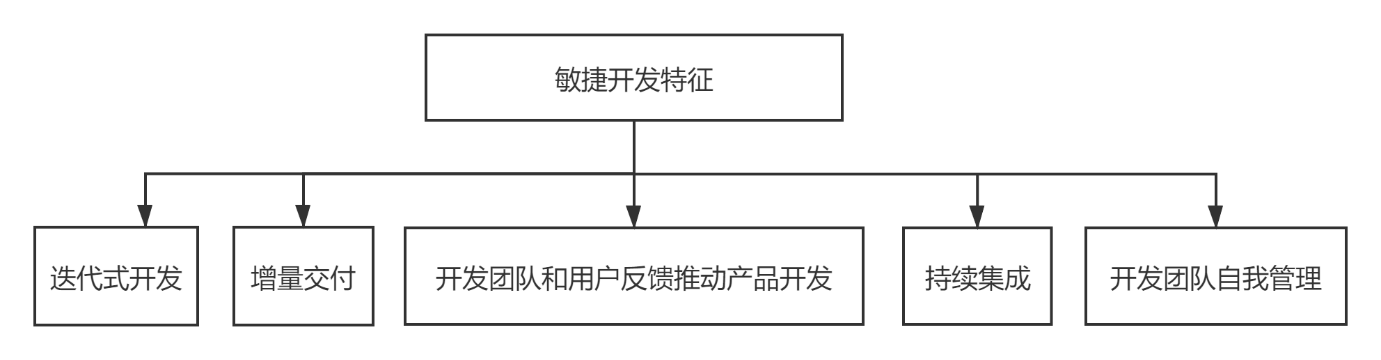 敏捷开发特征
迭代式开发
增量交付
开发团队和用户反馈推动产品开发
持续集成
开发团队自我管理